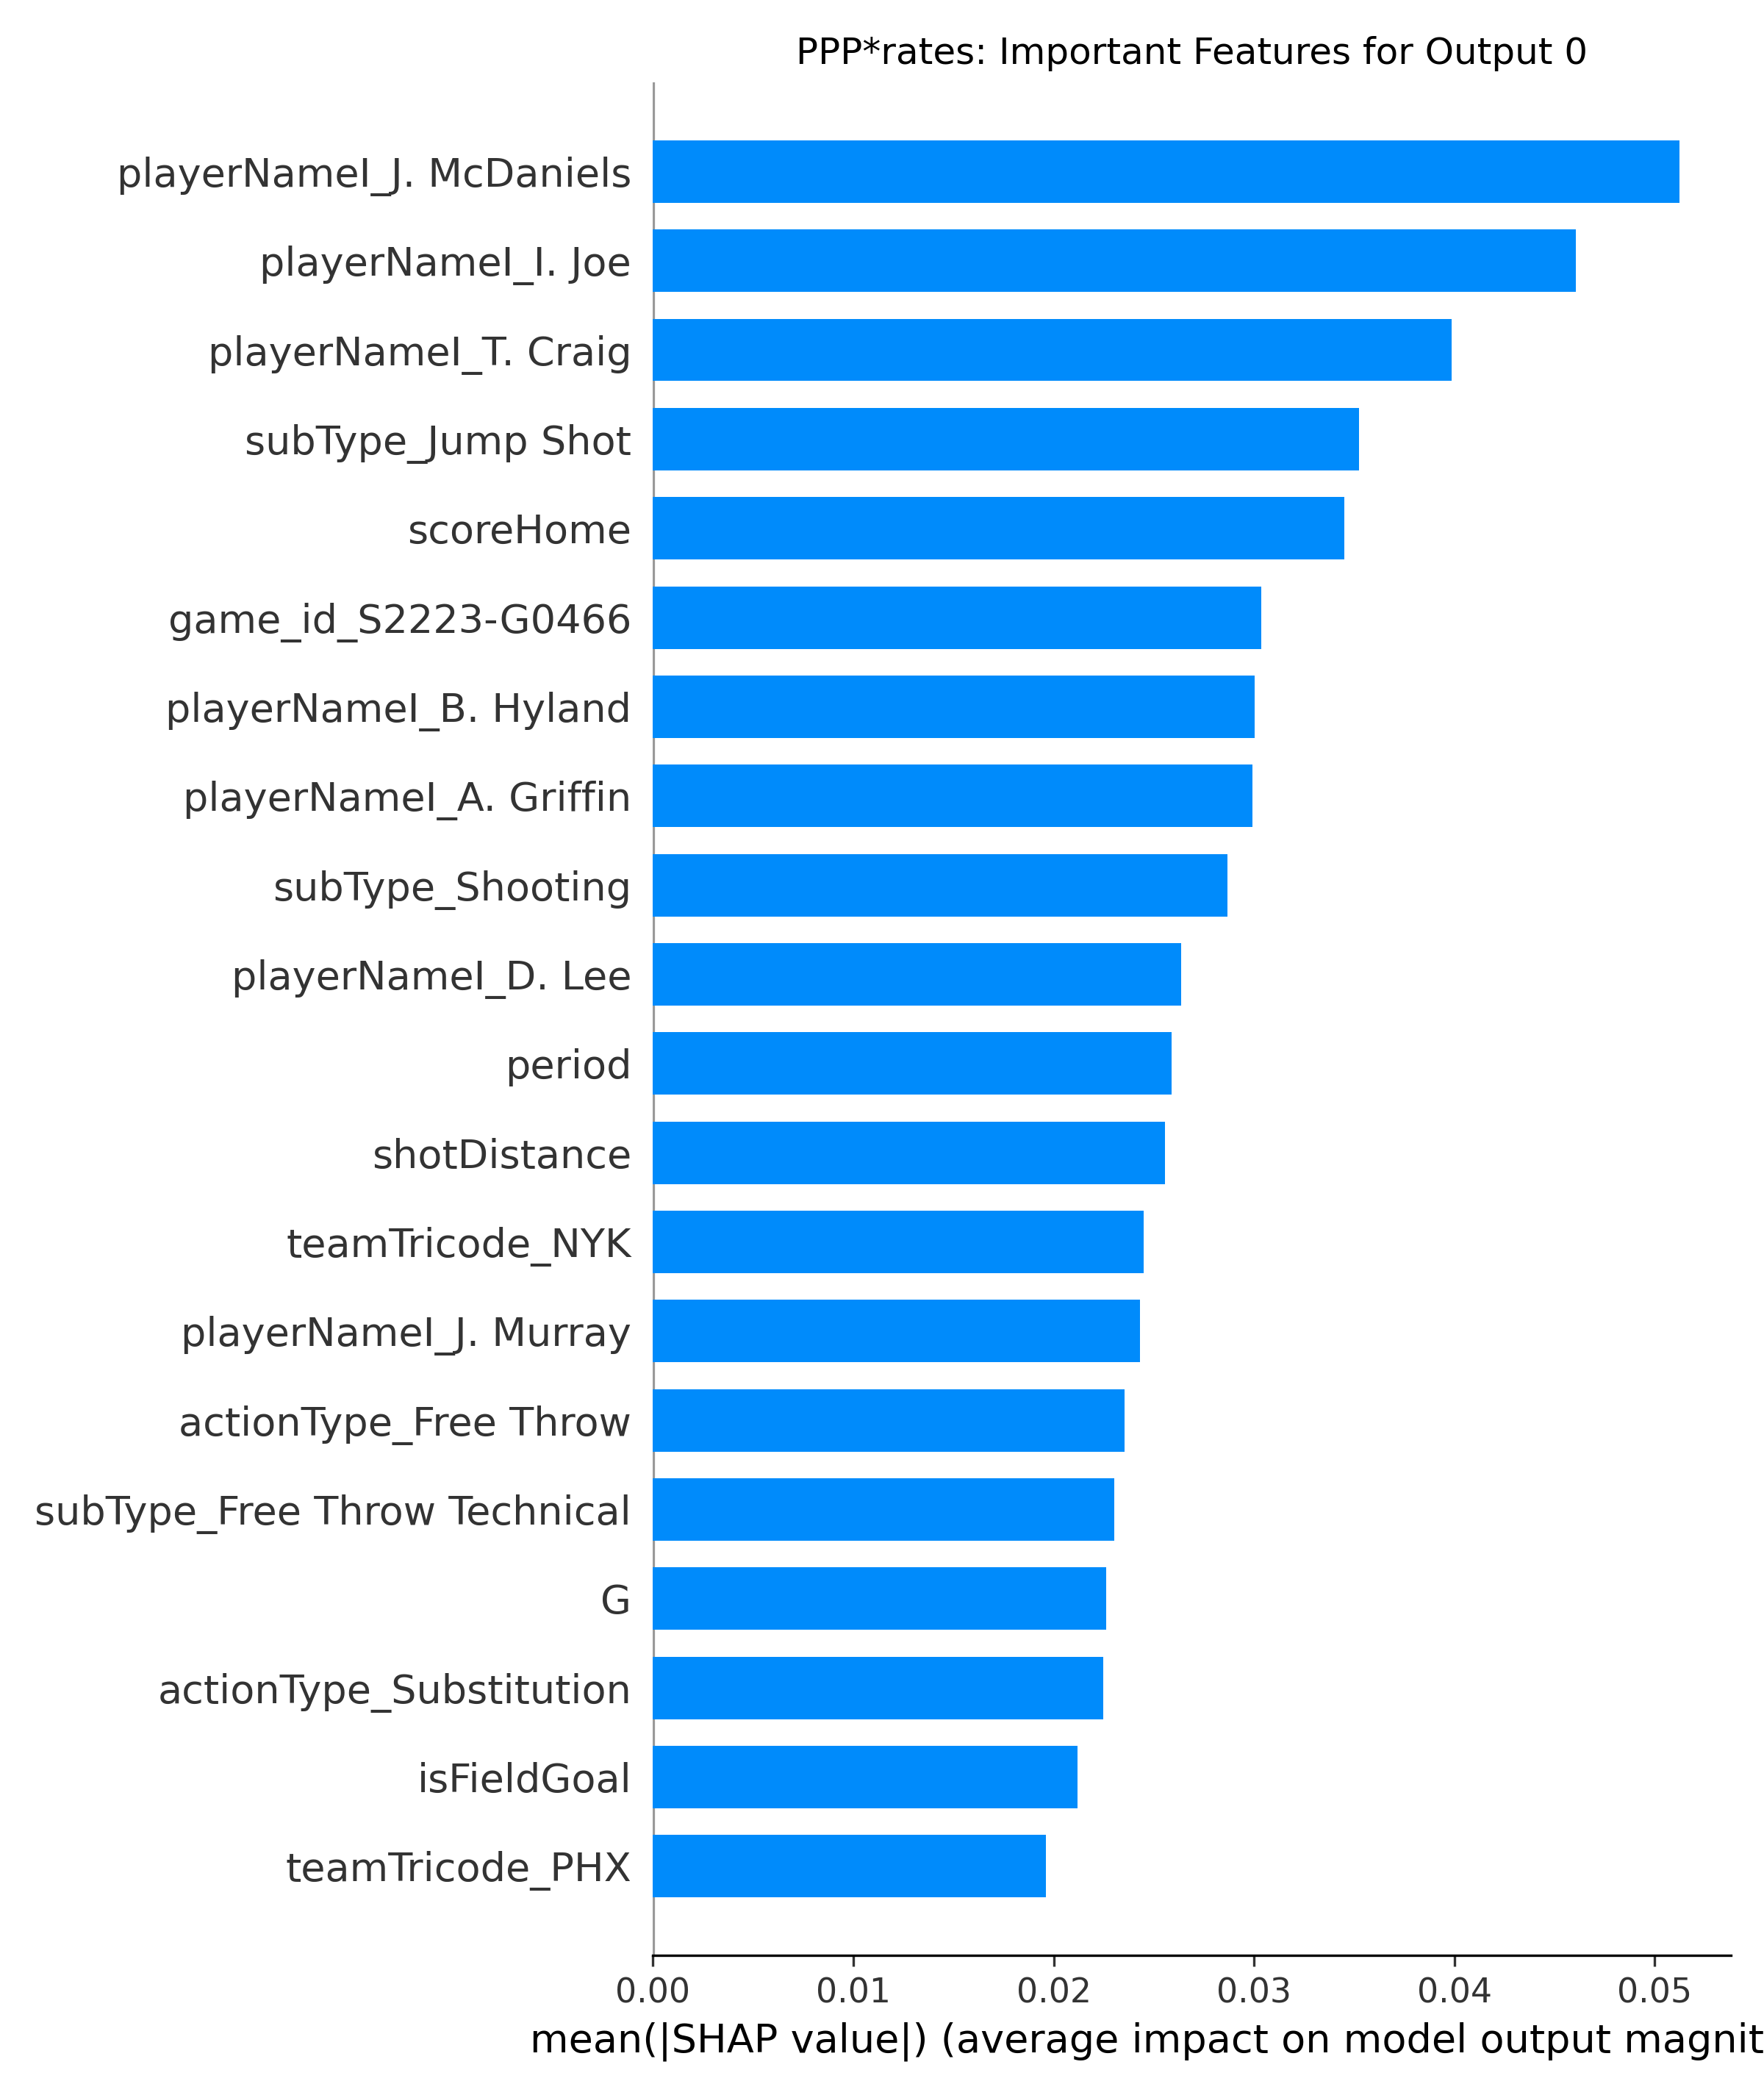 PPP*rates: Important Features for Output 0
playerNameI_J. McDaniels
playerNameI_I. Joe
playerNameI_T. Craig
subType_Jump Shot
scoreHome
game_id_S2223-G0466
playerNameI_B. Hyland
playerNameI_A. Griffin
subType_Shooting
playerNameI_D. Lee
period
shotDistance
teamTricode_NYK
playerNameI_J. Murray
actionType_Free Throw
subType_Free Throw Technical
G
actionType_Substitution
isFieldGoal
teamTricode_PHX
0.00 0.01 0.02 0.03 0.04 0.05
mean(|SHAP value|) (average impact on model output magnit